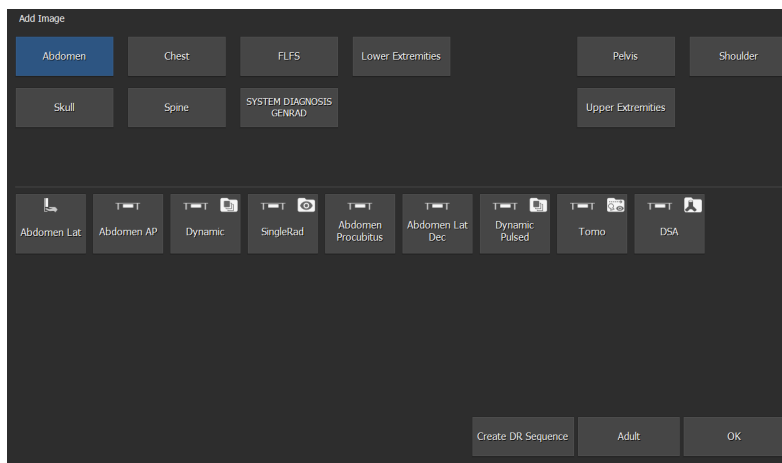 Add Image
Abdomen
Chest
FLFS
Lower Extremities
Pelvis
Shoulder
Skull
Spine
SYSTEM DIAGNOSIS
GENRAD
Upper Extremities
Abdomen Lat
Abdomen AP
Dynamic
SingleRad
Abdomen
Procubitus
Abdomen Lat
Dec
Dynamic
Pulsed
Tomo
DSA
Create DR Sequence
Adult
OK